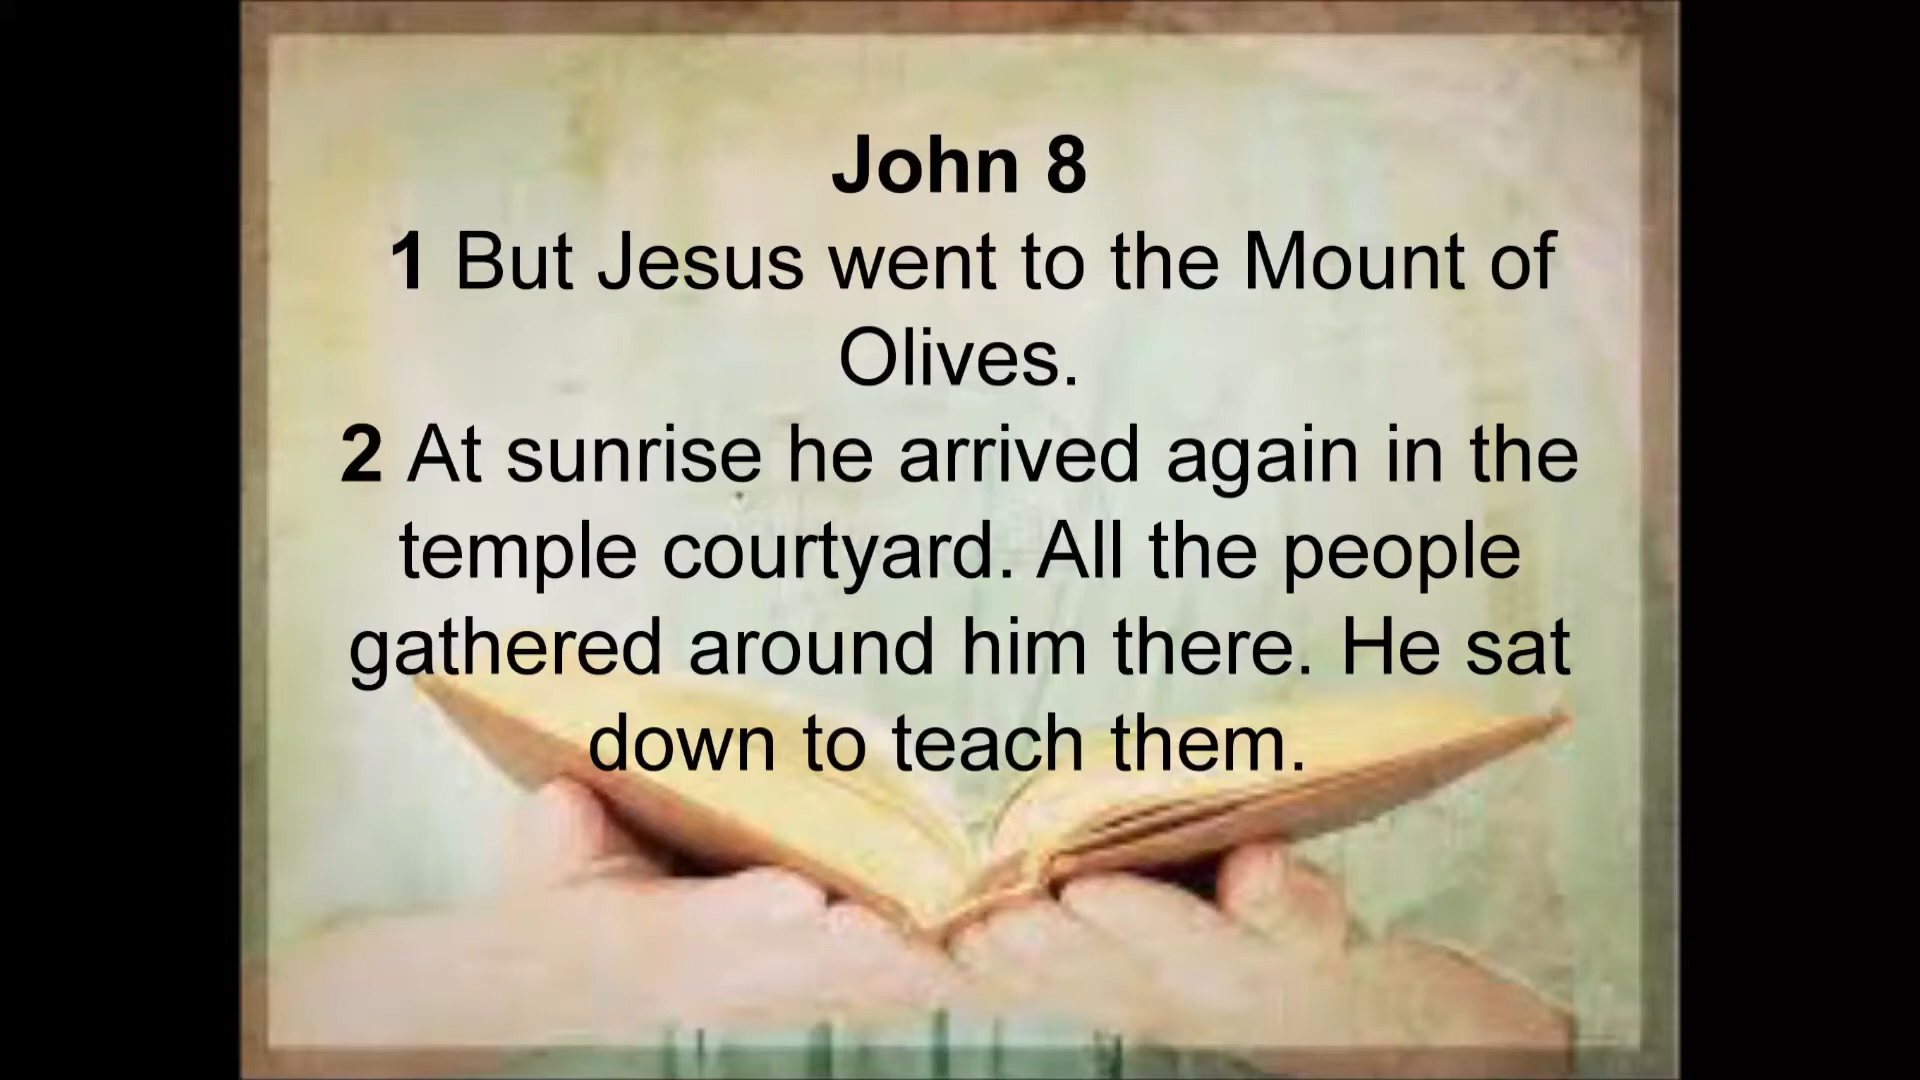 John 8
1 But Jesus went to the Mount of
Olives.
2 At sunrise he arrived again in the
temple courtyard. All the people
gathered around him there. He sat
down to teach them.